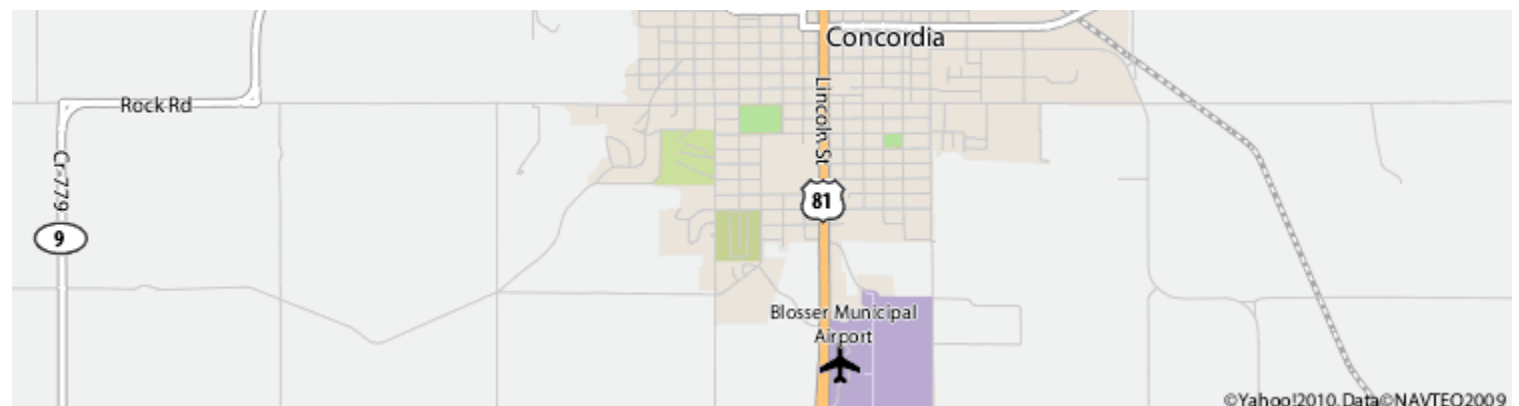 Concordia
Rock Rd
Lincoln St
Cr-779
81
9
Blosser Municipal
Airport
©Yahoo!2010, Data©NAVTEQ2009